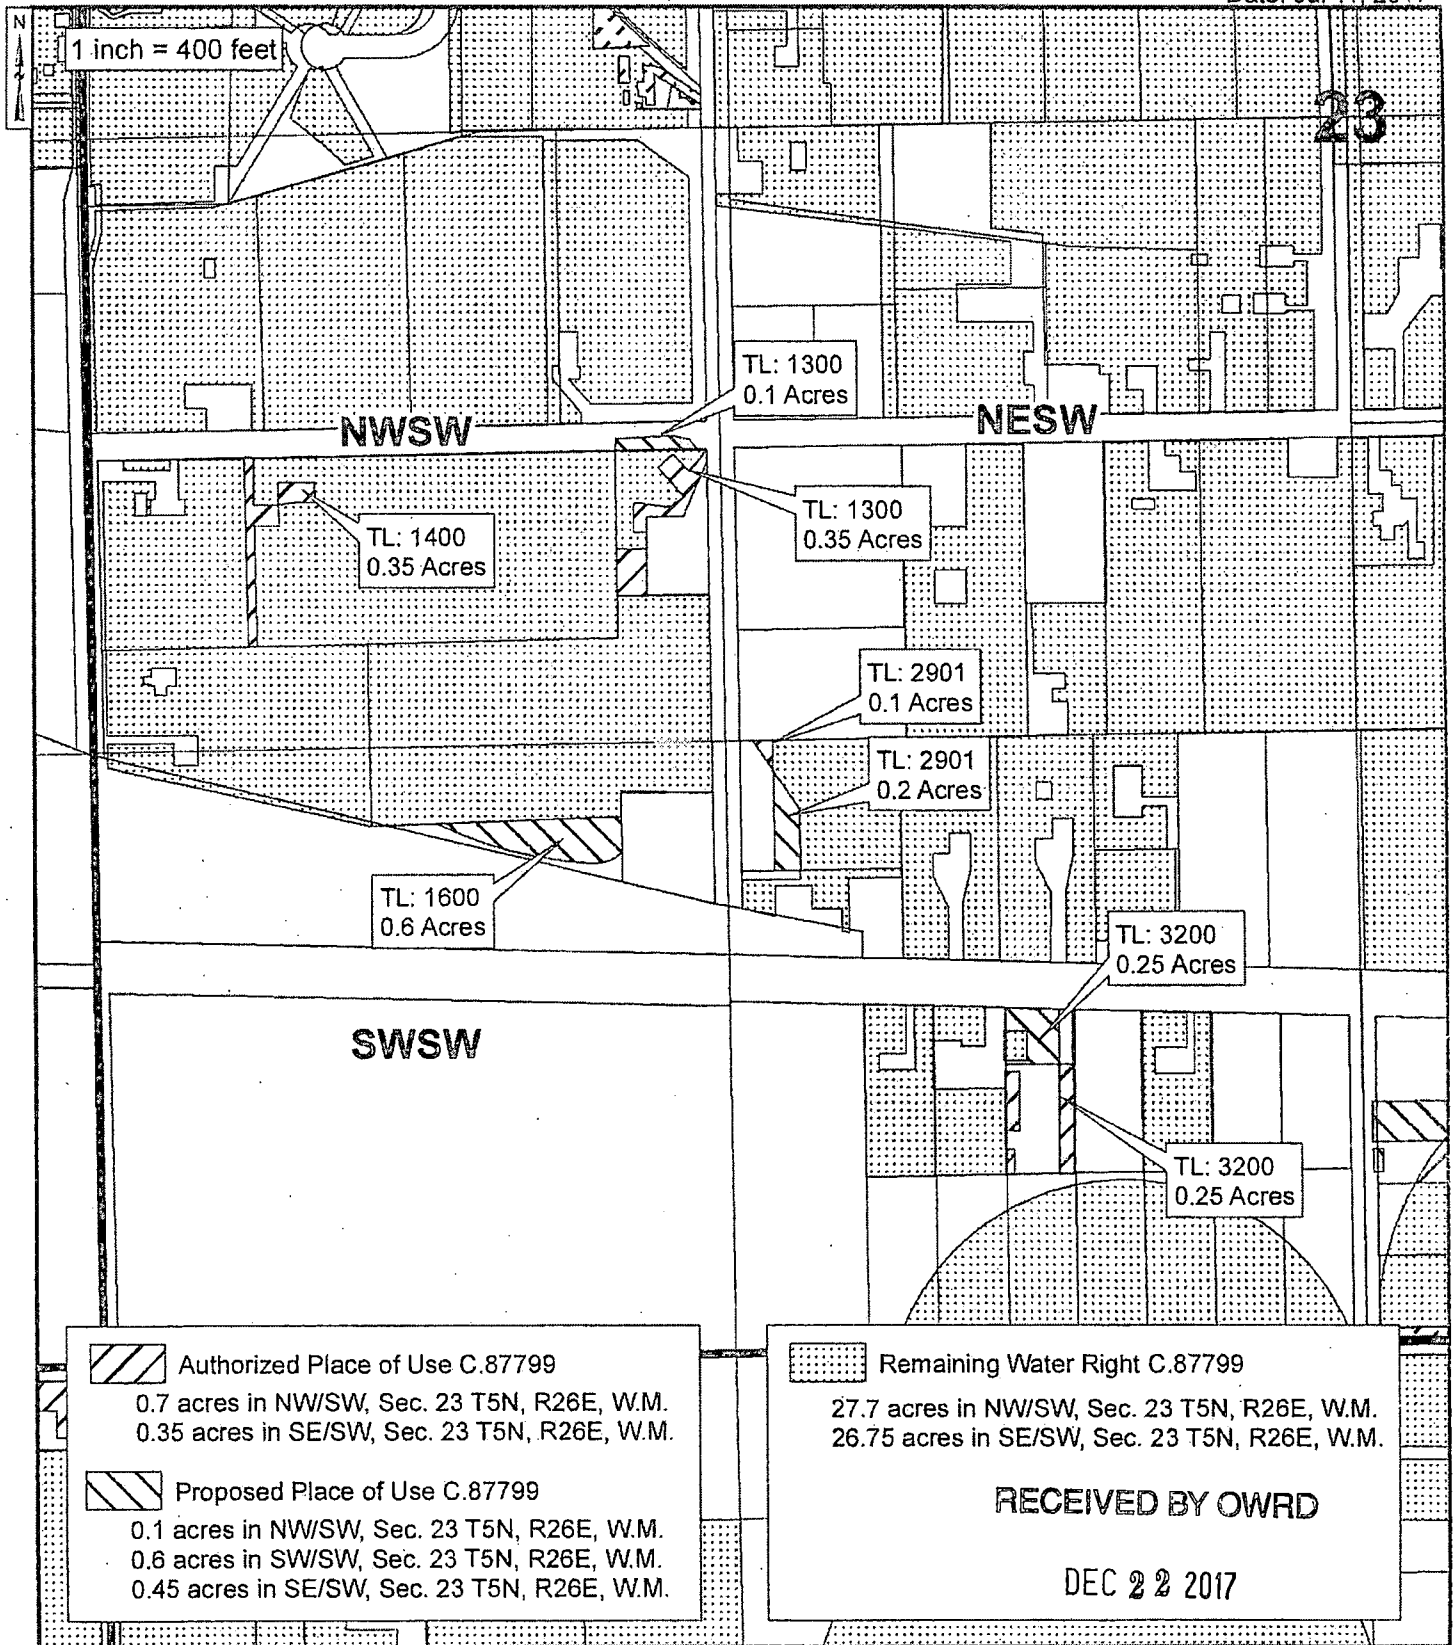 N
1 inch = 400 feet
23
TL: 1300
0.1 Acres
NWSW
NESW
TL: 1400
0.35 Acres
TL: 1300
0.35 Acres
TL: 2901
0.1 Acres
TL: 2901
0.2 Acres
TL: 1600
0.6 Acres
TL: 3200
0.25 Acres
SWSW
TL: 3200
0.25 Acres
Authorized Place of Use C.87799
0.7 acres in NW/SW, Sec. 23 T5N, R26E, W.M.
0.35 acres in SE/SW, Sec. 23 T5N, R26E, W.M.
Proposed Place of Use C.87799
0.1 acres in NW/SW, Sec. 23 T5N, R26E, W.M.
0.6 acres in SW/SW, Sec. 23 T5N, R26E, W.M.
0.45 acres in SE/SW, Sec. 23 T5N, R26E, W.M.
Remaining Water Right C.87799
27.7 acres in NW/SW, Sec. 23 T5N, R26E, W.M.
26.75 acres in SE/SW, Sec. 23 T5N, R26E, W.M.
RECEIVED BY OWRD
DEC 22 2017